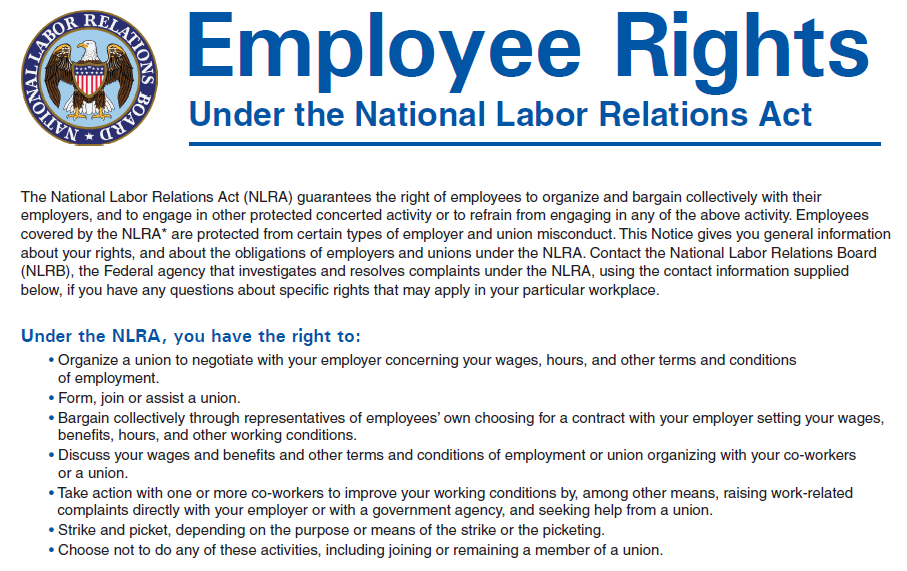 NATIONAL LABOR RELATIONS BOARD
Employee Rights
Under the National Labor Relations Act
The National Labor Relations Act (NLRA) guarantees the right of employees to organize and bargain collectively with their
employers, and to engage in other protected concerted activity or to refrain from engaging in any of the above activity. Employees
covered by the NLRA* are protected from certain types of employer and union misconduct. This Notice gives you general information
about your rights, and about the obligations of employers and unions under the NLRA. Contact the National Labor Relations Board
(NLRB), the Federal agency that investigates and resolves complaints under the NLRA, using the contact information supplied
below, if you have any questions about specific rights that may apply in your particular workplace.
Under the NLRA, you have the right to:
• Organize a union to negotiate with your employer concerning your wages, hours, and other terms and conditions
of employment.
• Form, join or assist a union.
• Bargain collectively through representatives of employees’ own choosing for a contract with your employer setting your wages,
benefits, hours, and other working conditions.
• Discuss your wages and benefits and other terms and conditions of employment or union organizing with your co-workers
or a union.
• Take action with one or more co-workers to improve your working conditions by, among other means, raising work-related
complaints directly with your employer or with a government agency, and seeking help from a union.
• Strike and picket, depending on the purpose or means of the strike or the picketing.
• Choose not to do any of these activities, including joining or remaining a member of a union.